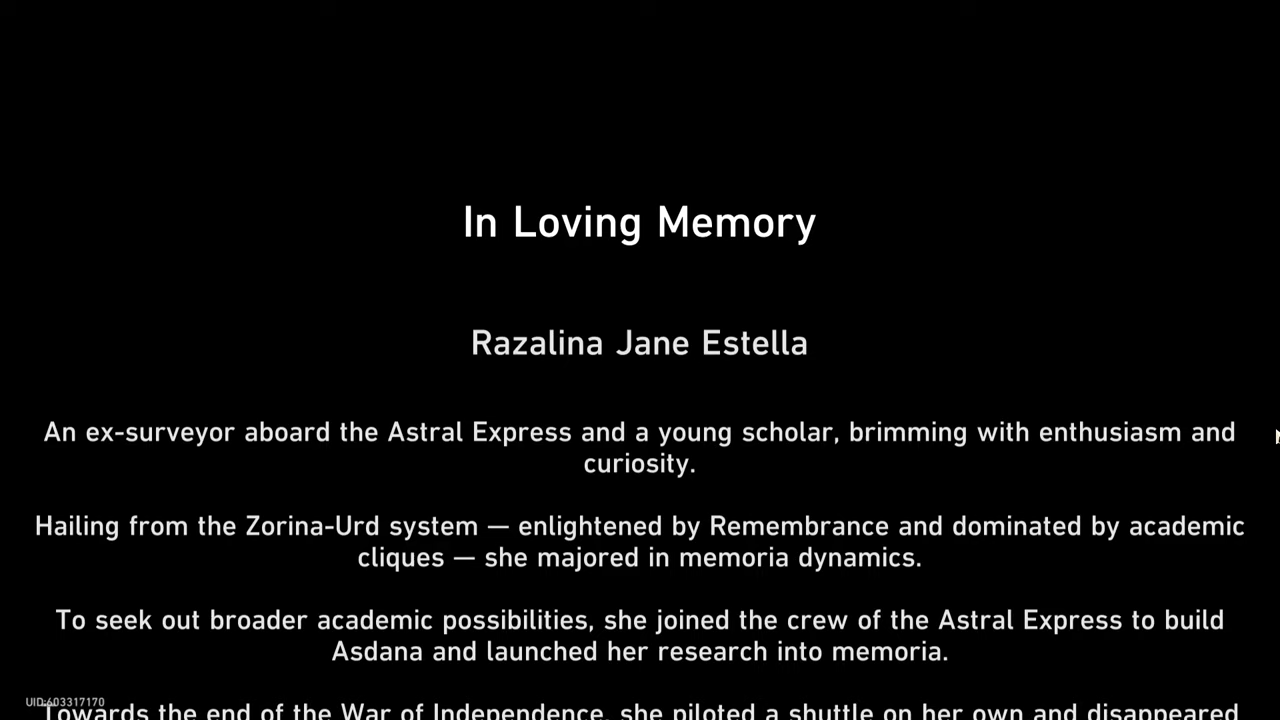 In Loving Memory
Razalina Jane Estella
An ex-surveyor aboard the Astral Express and a young scholar, brimming with enthusiasm and
curiosity.
Hailing from the Zorina-Urd system — enlightened by Remembrance and dominated by academic
cliques — she majored in memoria dynamics.
To seek out broader academic possibilities, she joined the crew of the Astral Express to build
Asdana and launched her research into memoria.
Towards the end of the War of Independence, she piloted a shuttle on her own and disappeared
UID:603317170